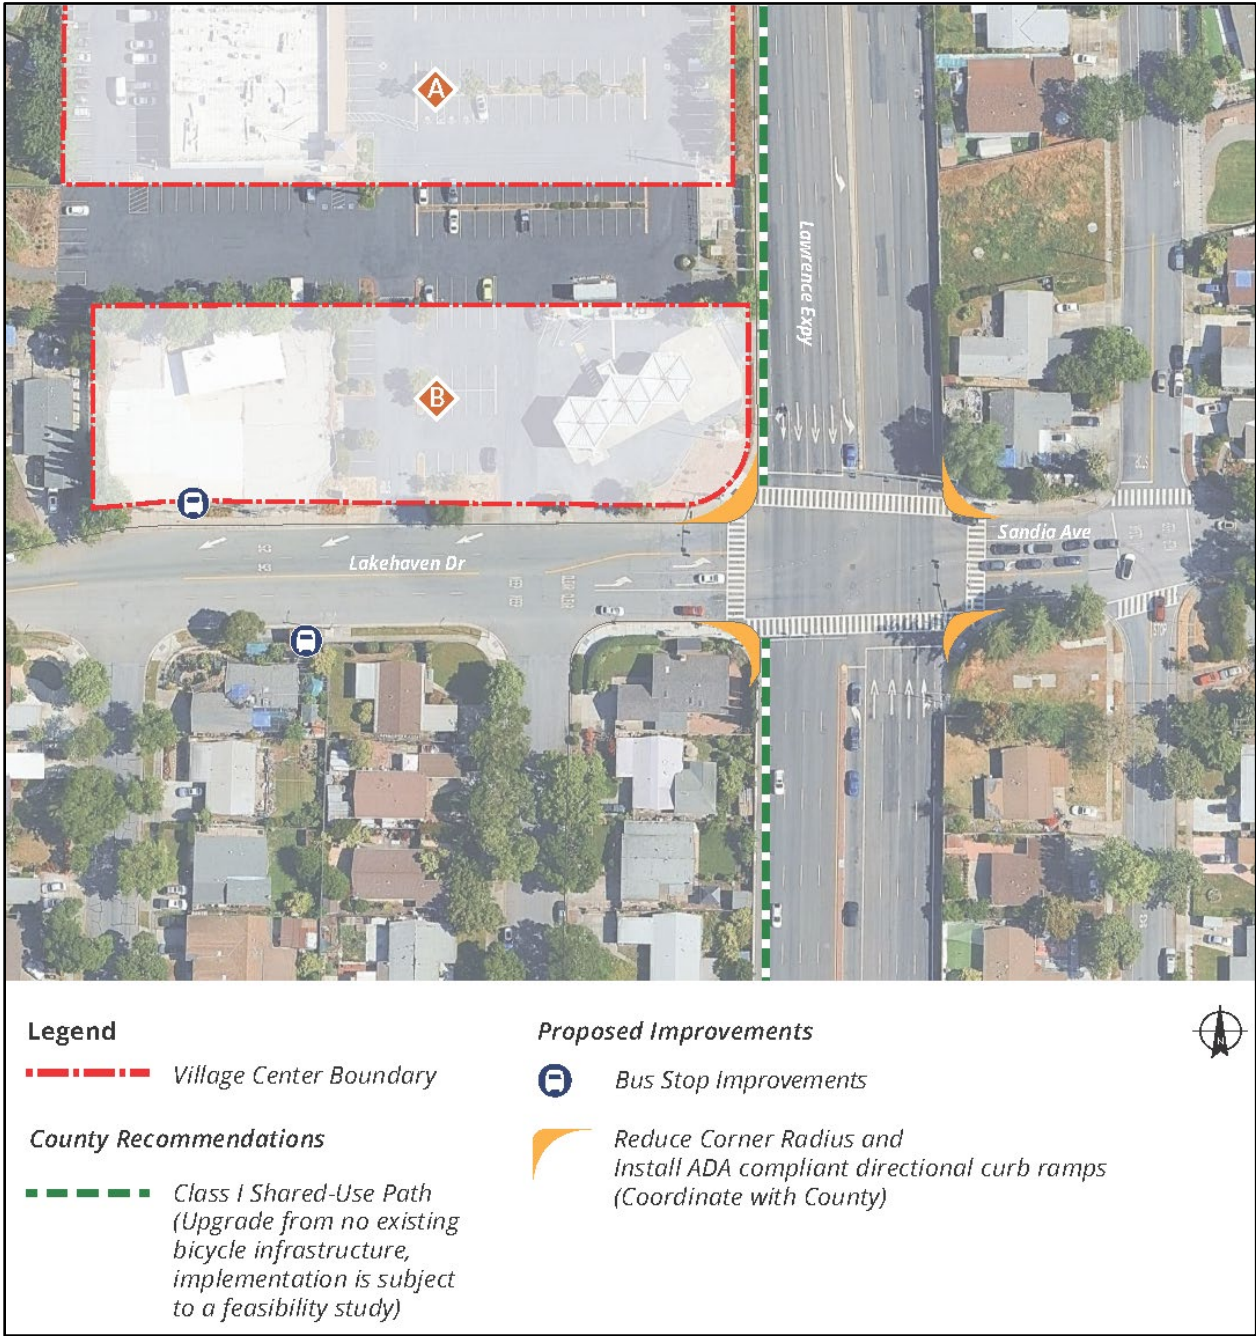 A
Lawrence Expy
B
Sandia Ave
Lakehaven Dr
Legend
Village Center Boundary
County Recommendations
Class I Shared-Use Path
(Upgrade from no existing
bicycle infrastructure,
implementation is subject
to a feasibility study)
Proposed Improvements
Bus Stop Improvements
Reduce Corner Radius and
Install ADA compliant directional curb ramps
(Coordinate with County)
N